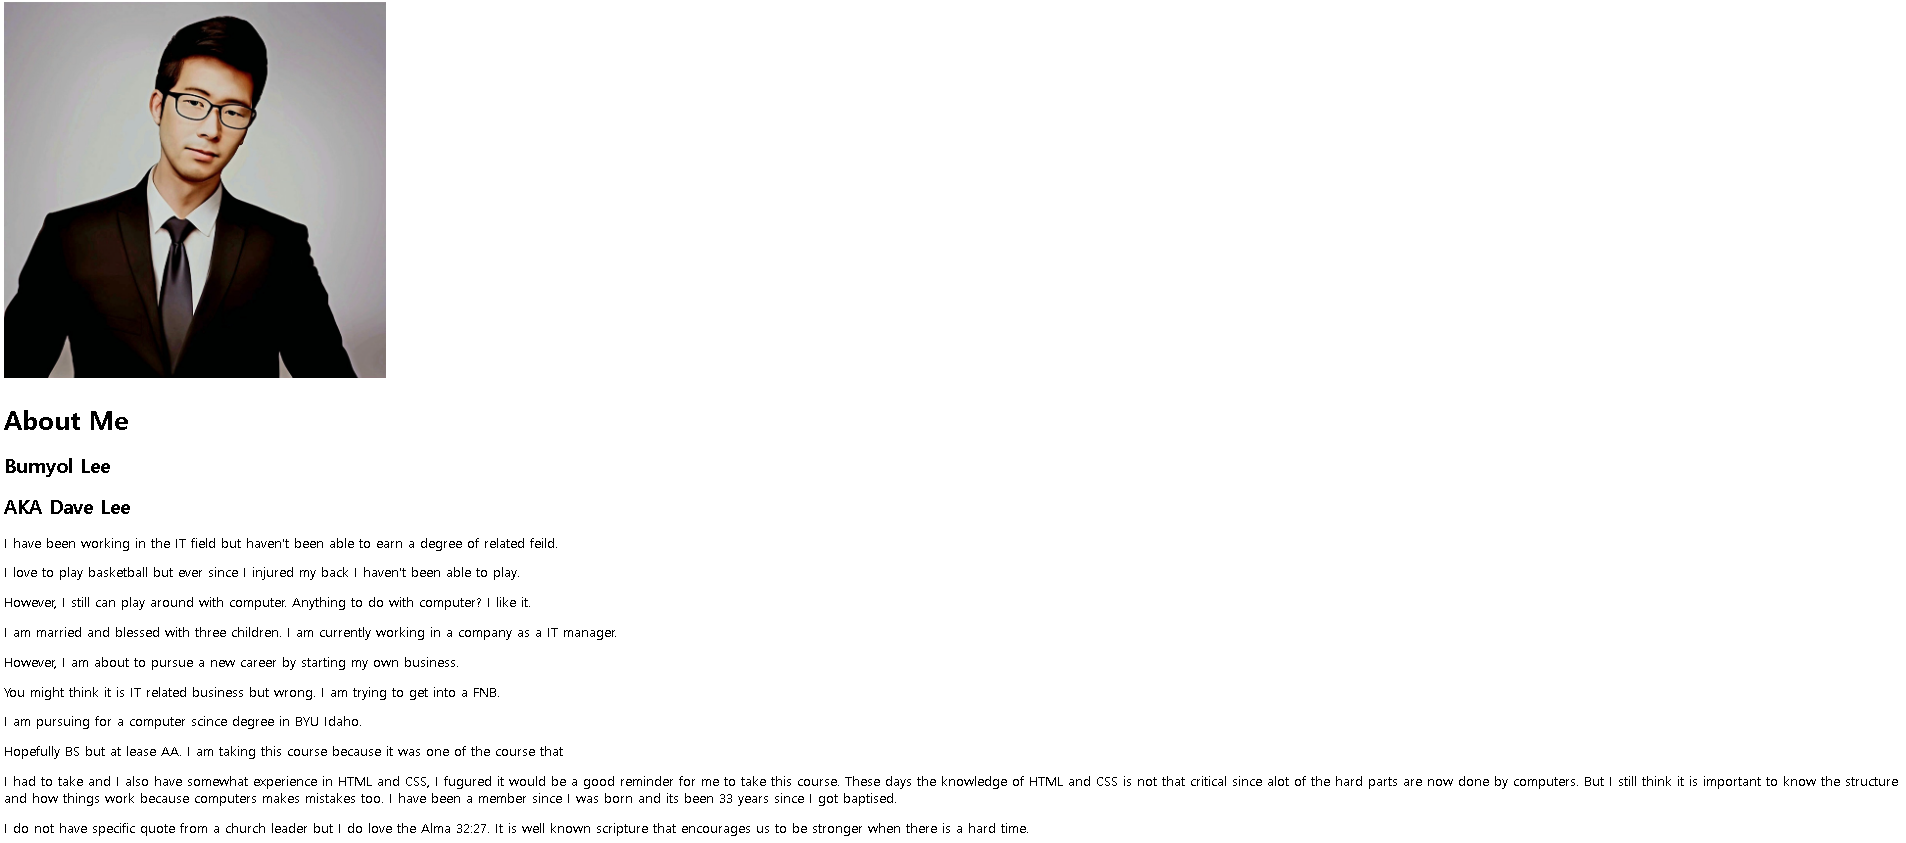 About Me
Bumyol Lee
AKA Dave Lee
I have been working in the IT field but haven't been able to earn a degree of related feild.
I love to play basketball but ever since I injured my back I haven't been able to play.
However, I still can play around with computer. Anything to do with computer? I like it.
I am married and blessed with three children. I am currently working in a company as a IT manager.
However, I am about to pursue a new career by starting my own business.
You might think it is IT related business but wrong. I am trying to get into a FNB.
I am pursuing for a computer scince degree in BYU Idaho.
Hopefully BS but at lease AA. I am taking this course because it was one of the course that
I had to take and I also have somewhat experience in HTML and CSS, I fugured it would be a good reminder for me to take this course. These days the knowledge of HTML and CSS is not that critical since alot of the hard parts are now done by computers. But I still think it is important to know the structure
and how things work because computers makes mistakes too. I have been a member since I was born and its been 33 years since I got baptised.
I do not have specific quote from a church leader but I do love the Alma 32:27. It is well known scripture that encourages us to be stronger when there is a hard time.